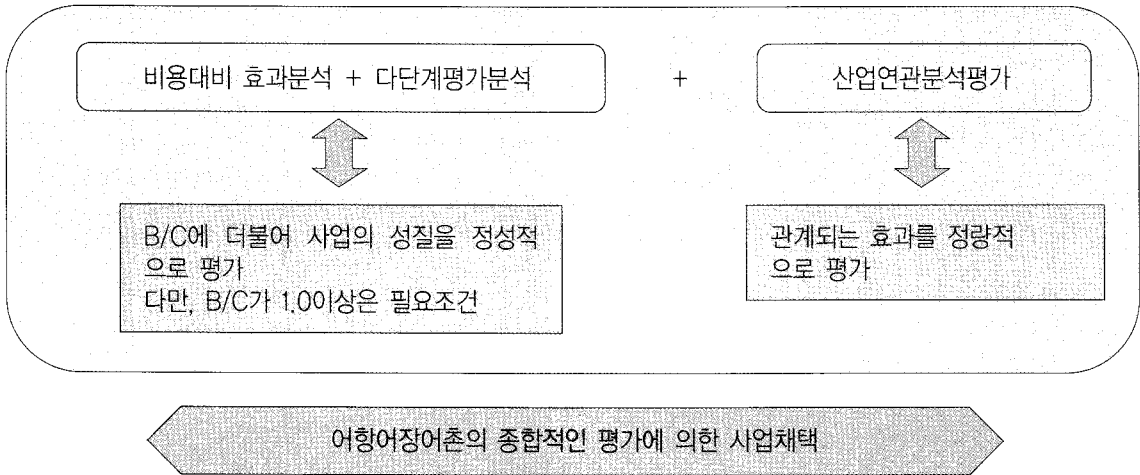 비용대비 효과분석 + 다단계평가분석
+
산업연관분석평가
B/C에 더불어 사업의 성질을 정성적
으로 평가
다만, B/C가 1.0이상은 필요조건
관계되는 효과를 정량적
으로 평가
어항어장어촌의 종합적인 평가에 의한 사업채택